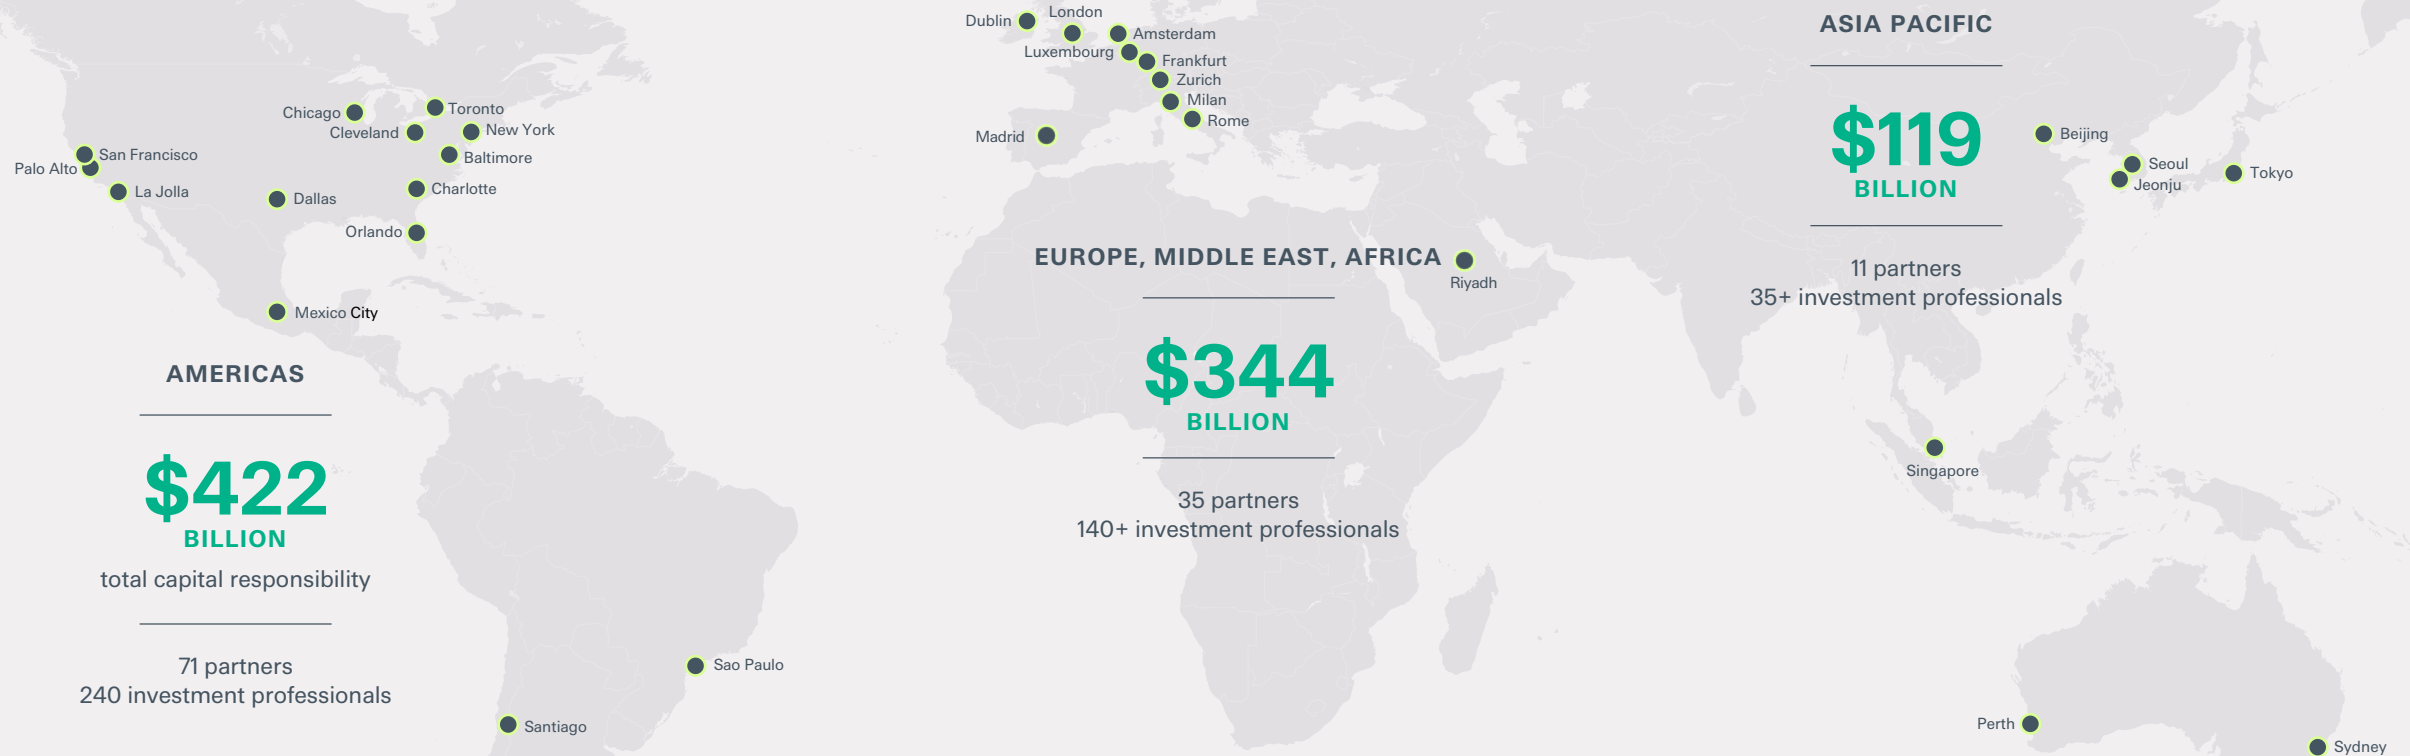 Chicago
Toronto
Cleveland
New York
San Francisco
Baltimore
Palo Alto
La Jolla
Dallas
Charlotte
Orlando
Mexico City
AMERICAS
$422
BILLION
total capital responsibility
71 partners
240 investment professionals
Sao Paulo
Santiago
London
Dublin
Amsterdam
Luxembourg
Frankfurt
Zurich
Milan
Rome
Madrid
EUROPE, MIDDLE EAST, AFRICA
Riyadh
$344
BILLION
35 partners
140+ investment professionals
ASIA PACIFIC
$119
BILLION
11 partners
35+ investment professionals
Beijing
Seoul
Tokyo
Jeonju
Singapore
Perth
Sydney